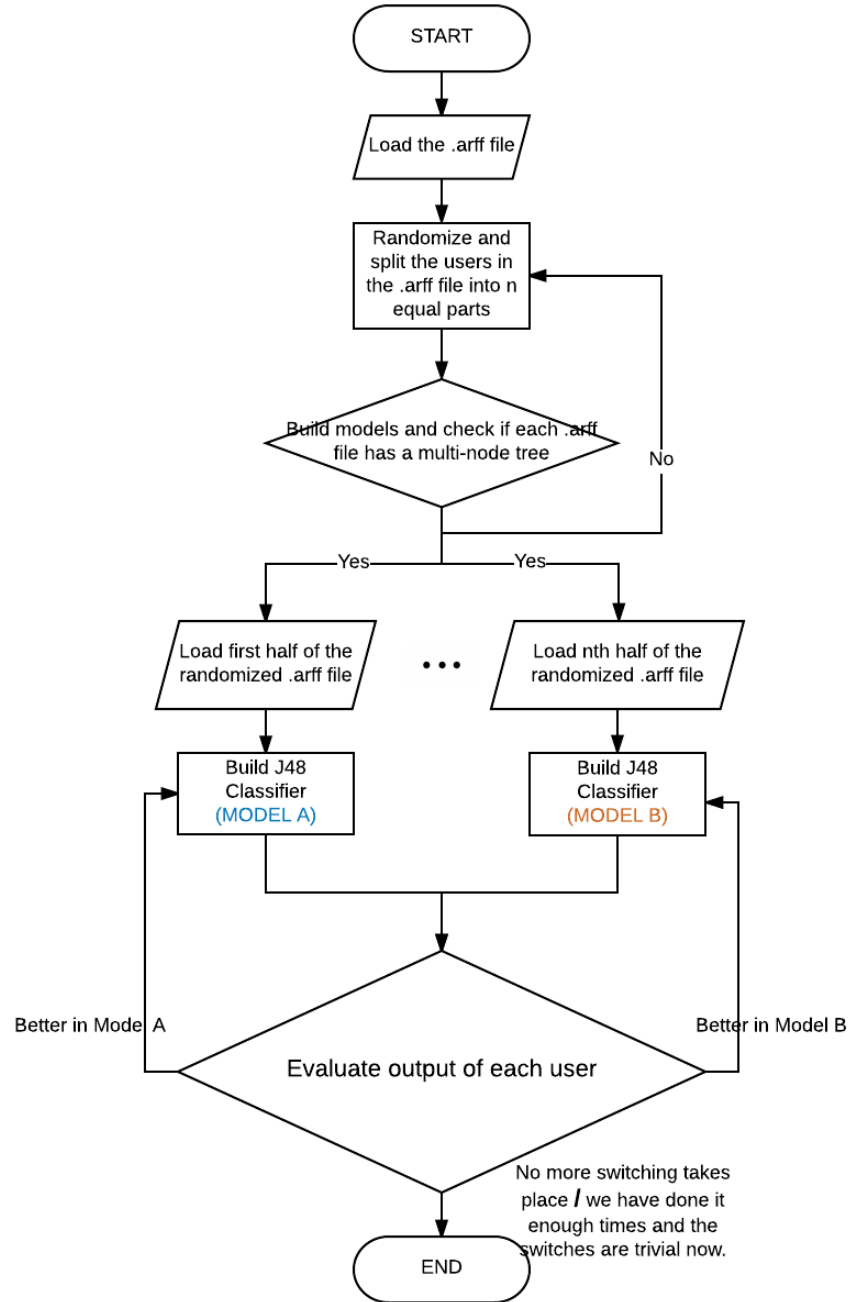 START
Load the .arff file
Randomize and
split the users in
the .arff file into n
equal parts
Build models and check if each .arff
file has a multi-node tree
No
Yes
Yes
Load first half of the
randomized .arff file
...
Load nth half of the
randomized .arff file
Build J48
Classifier
(MODEL A)
Build J48
Classifier
(MODEL B)
Better in Model A
Better in Model B
Evaluate output of each user
No more switching takes
place / we have done it
enough times and the
switches are trivial now.
END